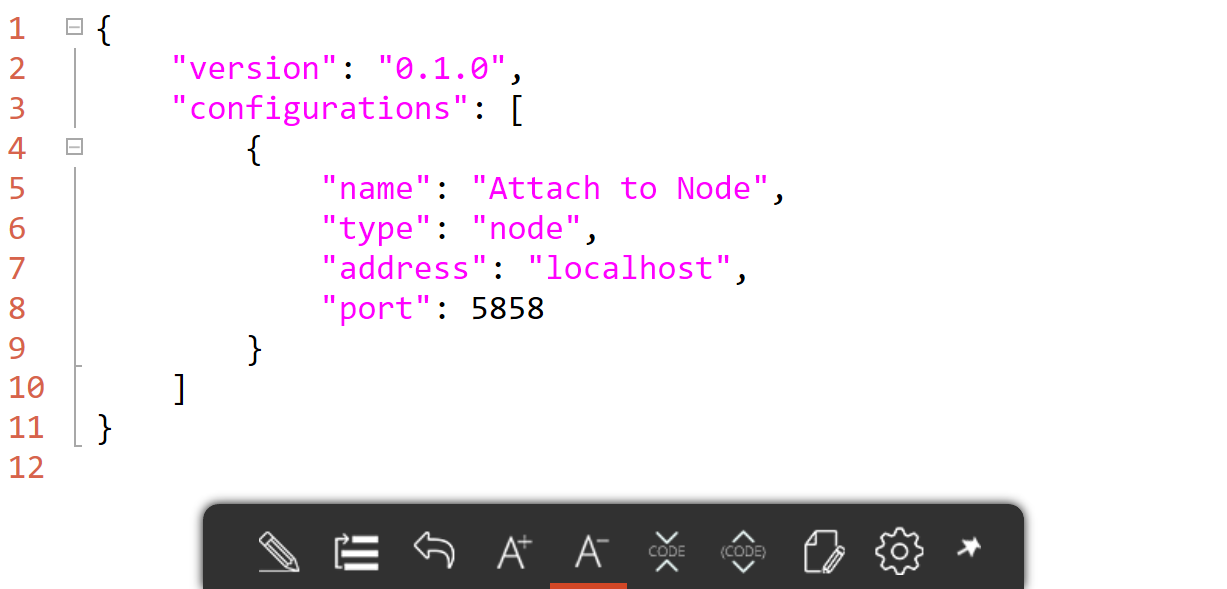 1 {
2     "version": "0.1.0",
3     "configurations": [
4         {
5             "name": "Attach to Node",
6             "type": "node",
7             "address": "localhost",
8             "port": 5858
9         }
10     ]
11 }
12
A+ A- CODE {CODE}